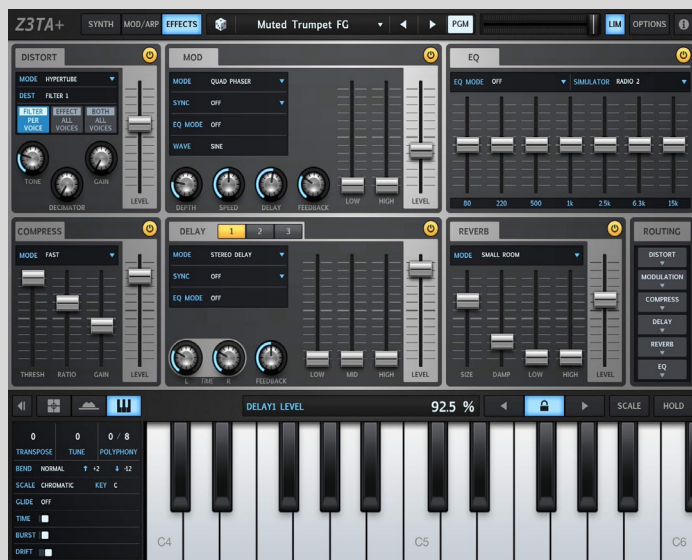 Z3TA+ SYNTH MOD/ARP EFFECTS Muted Trumpet FG PGM LIM OPTIONS
DISTORT
MODE HYPERTUBE
DEST FILTER 1
FILTER EFFECT BOTH
PER ALL ALL
VOICE VOICES VOICES
TONE GAIN
DECIMATOR LEVEL
MOD
MODE QUAD PHASER
SYNC OFF
EQ MODE OFF
WAVE SINE
DEPTH SPEED DELAY FEEDBACK LOW HIGH LEVEL
EQ
EQ MODE OFF SIMULATOR RADIO 2
80 220 500 1k 2.5k 6.3k 15k
COMPRESS
MODE FAST
THRESH RATIO GAIN LEVEL
DELAY 1 2 3
MODE STEREO DELAY
SYNC OFF
EQ MODE OFF
L TIME R FEEDBACK LOW MID HIGH LEVEL
REVERB
MODE SMALL ROOM
SIZE DAMP LOW HIGH LEVEL
ROUTING
DISTORT
MODULATION
COMPRESS
DELAY
REVERB
EQ
DELAY1 LEVEL 92.5 % SCALE HOLD
0 0 0 / 8
TRANSPOSE TUNE POLYPHONY
BEND NORMAL +2 -12
SCALE CHROMATIC KEY C
GLIDE OFF
TIME
BURST
DRIFT
C4 C5 C6